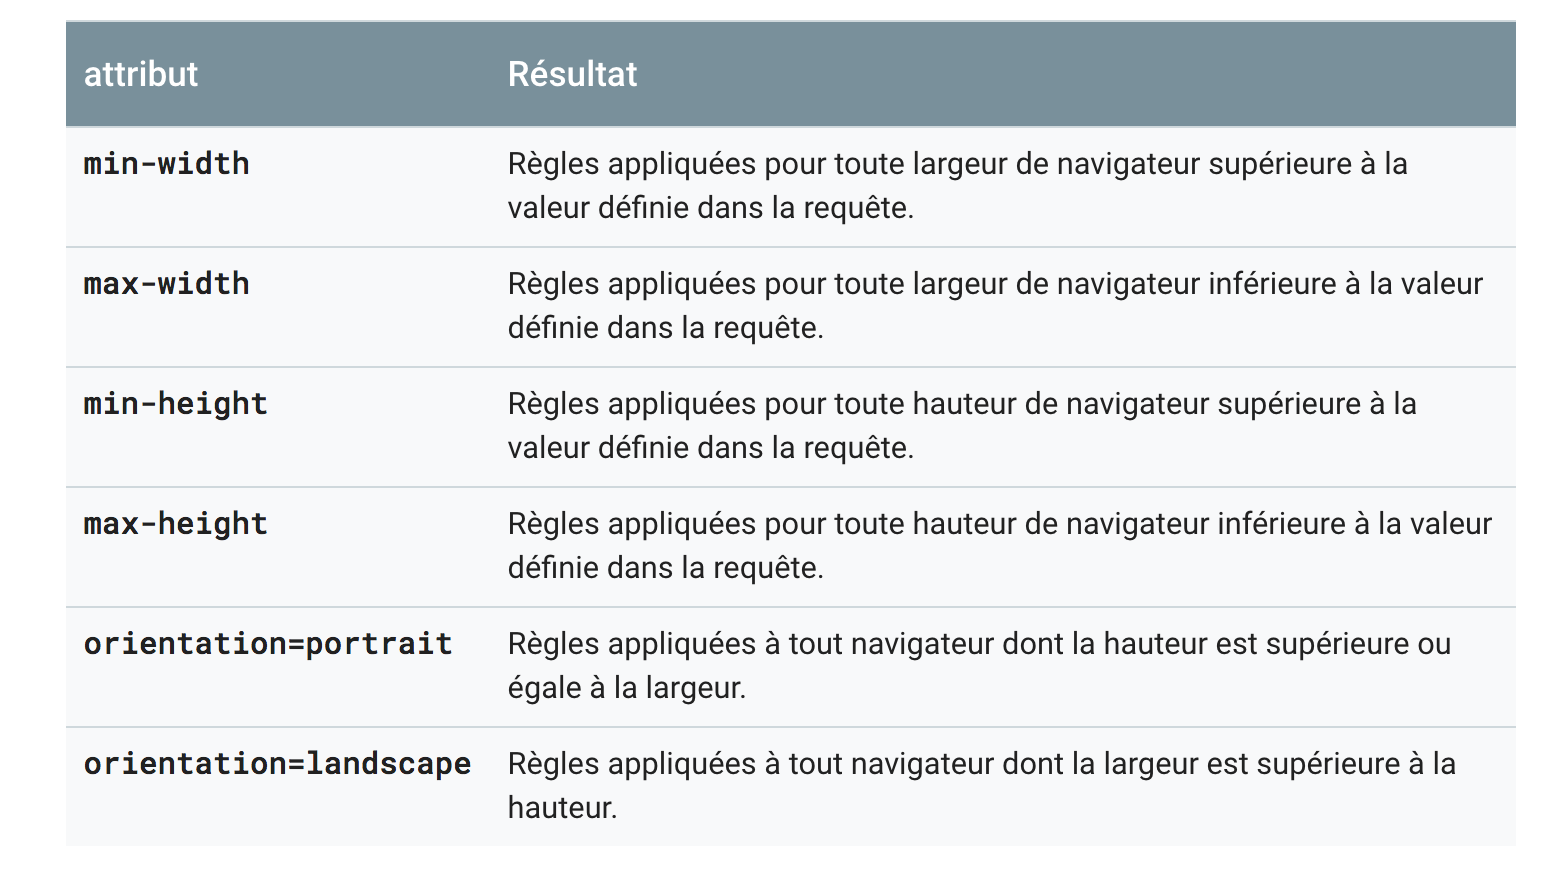 attribut Résultat
min-width Règles appliquées pour toute largeur de navigateur supérieure à la
valeur définie dans la requête.
max-width Règles appliquées pour toute largeur de navigateur inférieure à la valeur
définie dans la requête.
min-height Règles appliquées pour toute hauteur de navigateur supérieure à la
valeur définie dans la requête.
max-height Règles appliquées pour toute hauteur de navigateur inférieure à la valeur
définie dans la requête.
orientation=portrait Règles appliquées à tout navigateur dont la hauteur est supérieure ou
égale à la largeur.
orientation=landscape Règles appliquées à tout navigateur dont la largeur est supérieure à la
hauteur.